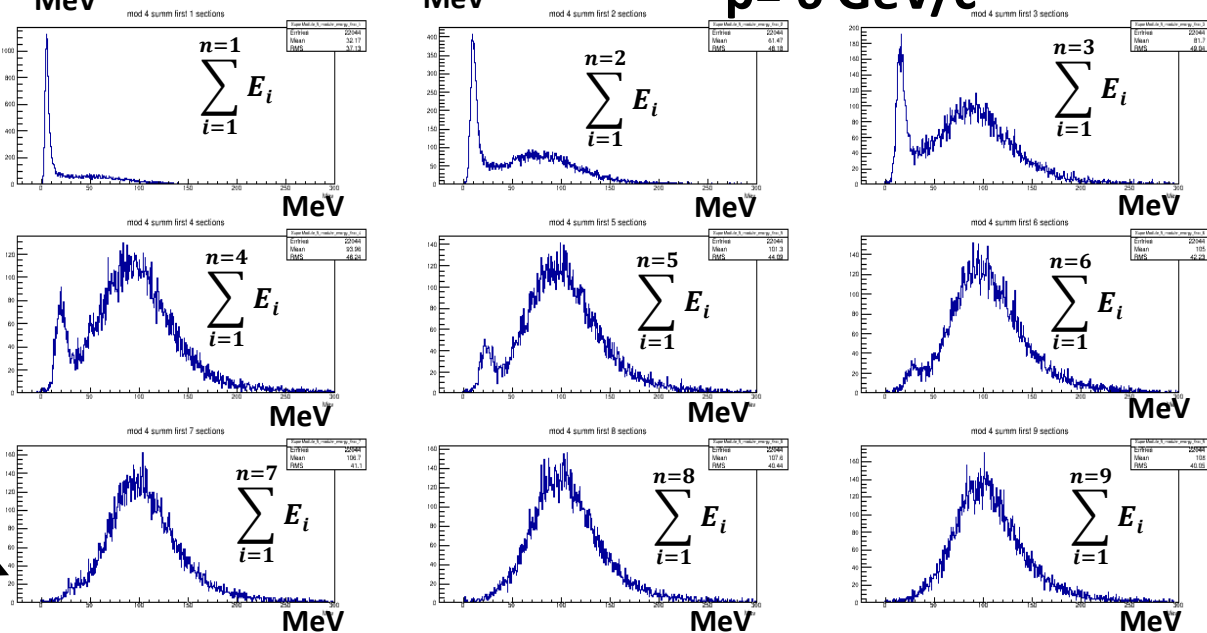 MeV
MeV
p= 6 GeV/c
mod 4 summ first 1 sections
Entries 22044
Mean 32.17
RMS 37.13
n=1
∑ E_i
i=1
mod 4 summ first 2 sections
Entries 22044
Mean 61.47
RMS 48.18
n=2
∑ E_i
i=1
mod 4 summ first 3 sections
Entries 22044
Mean 81.7
RMS 49.04
n=3
∑ E_i
i=1
MeV
MeV
MeV
mod 4 summ first 4 sections
Entries 22044
Mean 93.96
RMS 46.24
n=4
∑ E_i
i=1
mod 4 summ first 5 sections
Entries 22044
Mean 101.3
RMS 44.09
n=5
∑ E_i
i=1
mod 4 summ first 6 sections
Entries 22044
Mean 105
RMS 42.23
n=6
∑ E_i
i=1
MeV
MeV
MeV
mod 4 summ first 7 sections
Entries 22044
Mean 106.7
RMS 41.1
n=7
∑ E_i
i=1
mod 4 summ first 8 sections
Entries 22044
Mean 107.6
RMS 40.44
n=8
∑ E_i
i=1
mod 4 summ first 9 sections
Entries 22044
Mean 108
RMS 40.05
n=9
∑ E_i
i=1
MeV
MeV
MeV